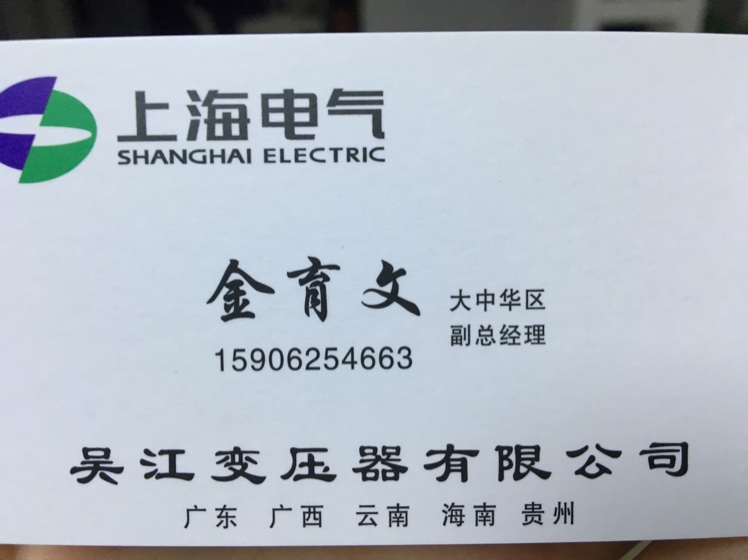 上海电气
SHANGHAI ELECTRIC
金育文
大中华区
副总经理
15906254663
吴江变压器有限公司
广东 广西 云南 海南 贵州